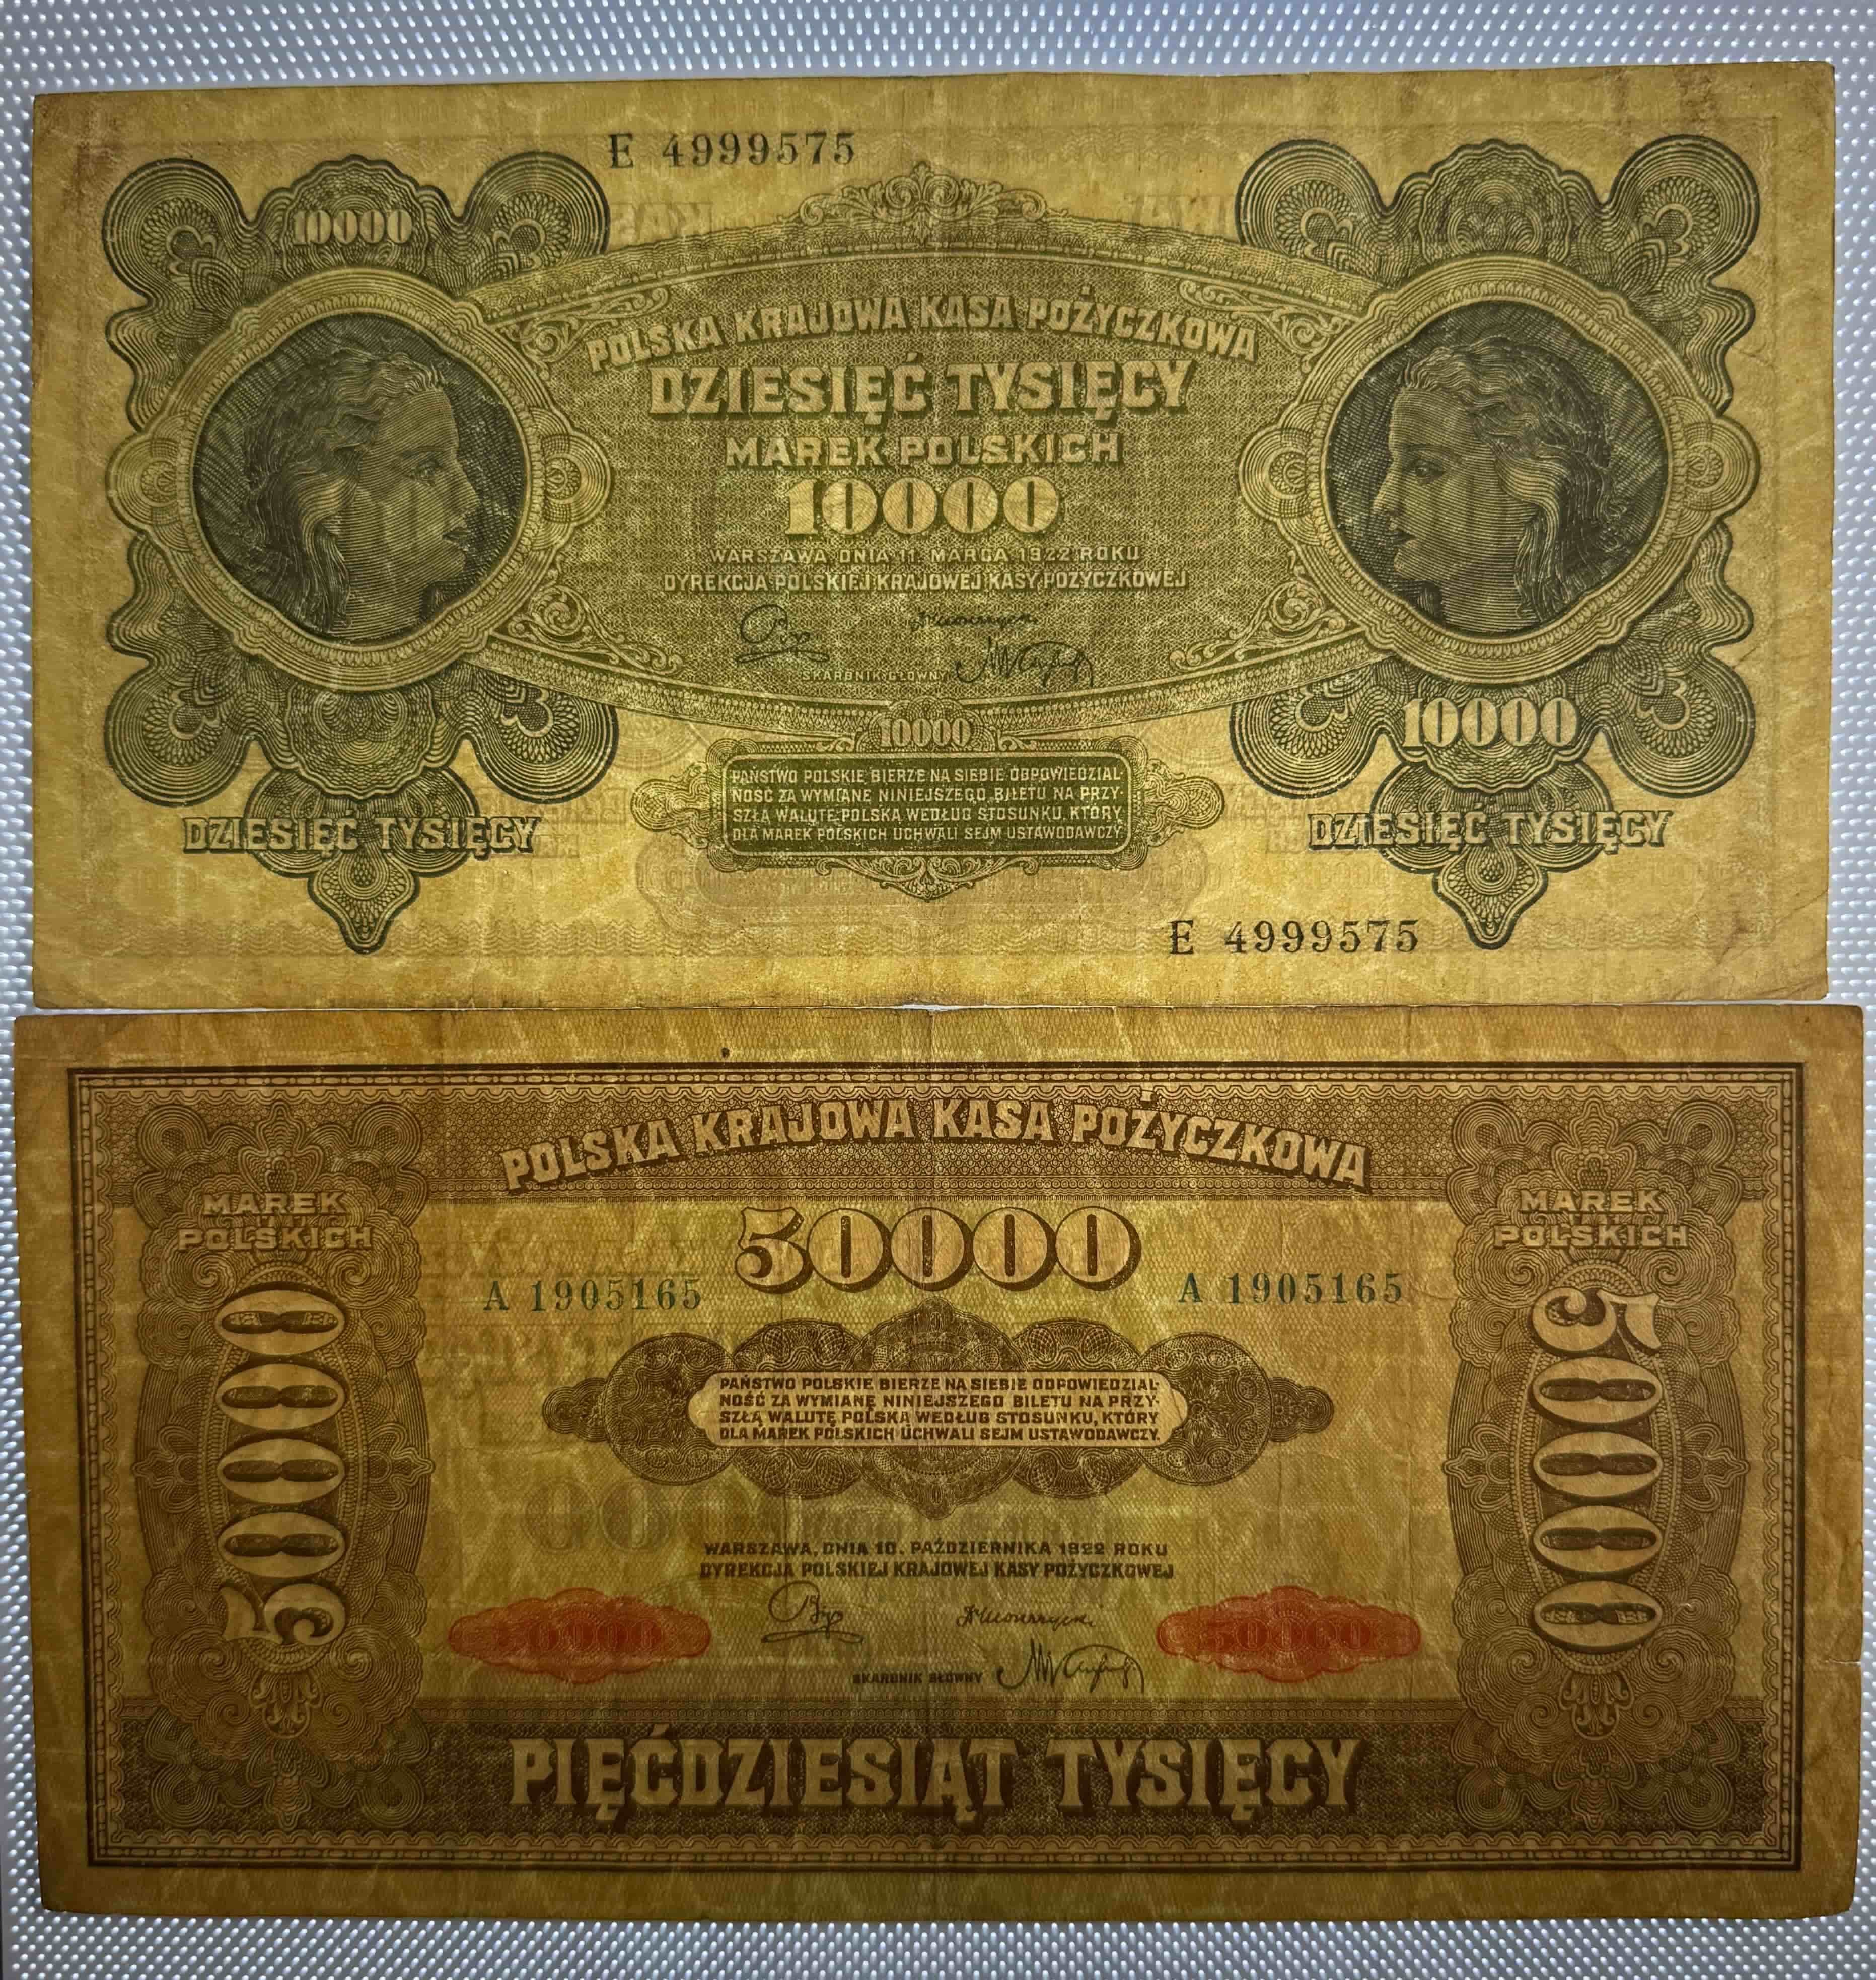 E 4999575
10000
POLSKA KRAJOWA KASA POŻYCZKOWA
DZIESIĘĆ TYSIĘCY
MAREK POLSKICH
10000
WARSZAWA, DNIA 11. MARCA 1922 ROKU
DYREKCJA POLSKIEJ KRAJOWEJ KASY POŻYCZKOWEJ
SKARBNIK GŁÓWNY
10000
10000
PAŃSTWO POLSKIE BIERZE NA SIEBIE ODPOWIEDZIAL-
NOŚĆ ZA WYMIANĘ NINIEJSZEGO BILETU NA PRZY-
SZŁĄ WALUTĘ POLSKĄ WEDŁUG STOSUNKU, KTÓRY
DLA MAREK POLSKICH UCHWALI SEJM USTAWODAWCZY.
DZIESIĘĆ TYSIĘCY
DZIESIĘĆ TYSIĘCY
E 4999575
POLSKA KRAJOWA KASA POŻYCZKOWA
MAREK
POLSKICH
50000
MAREK
POLSKICH
50000
A 1905165
A 1905165
50000
PAŃSTWO POLSKIE BIERZE NA SIEBIE ODPOWIEDZIAL-
NOŚĆ ZA WYMIANĘ NINIEJSZEGO BILETU NA PRZY-
SZŁĄ WALUTĘ POLSKĄ WEDŁUG STOSUNKU, KTÓRY
DLA MAREK POLSKICH UCHWALI SEJM USTAWODAWCZY.
WARSZAWA, DNIA 10. PAŹDZIERNIKA 1922 ROKU
DYREKCJA POLSKIEJ KRAJOWEJ KASY POŻYCZKOWEJ
50000
50000
SKARBNIK GŁÓWNY
PIĘĆDZIESIĄT TYSIĘCY